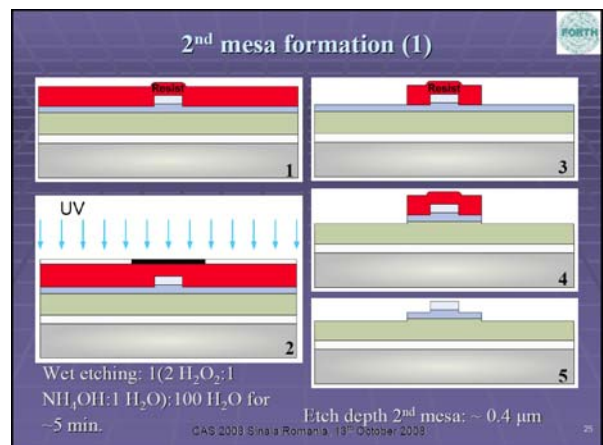 2nd mesa formation (1)
FORTH
Resist
1
UV
2
Resist
3
4
5
Wet etching: 1(2 H₂O₂:1
NH₄OH:1 H₂O):100 H₂O for
~5 min.
Etch depth 2nd mesa: ~ 0.4 μm
CAS 2008 Sinaia Romania, 13th October 2008
25